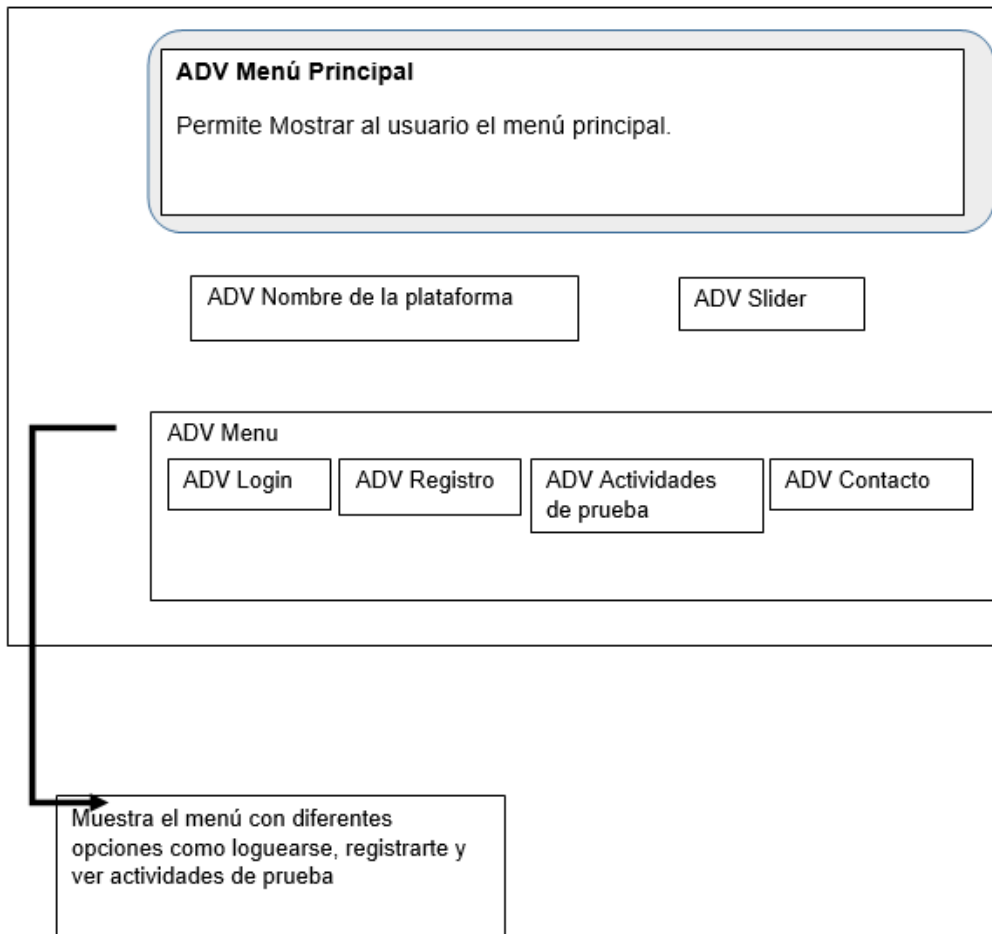 ADV Menú Principal
Permite Mostrar al usuario el menú principal.
ADV Nombre de la plataforma
ADV Slider
ADV Menu
ADV Login
ADV Registro
ADV Actividades
de prueba
ADV Contacto
Muestra el menú con diferentes
opciones como loguearse, registrarte y
ver actividades de prueba